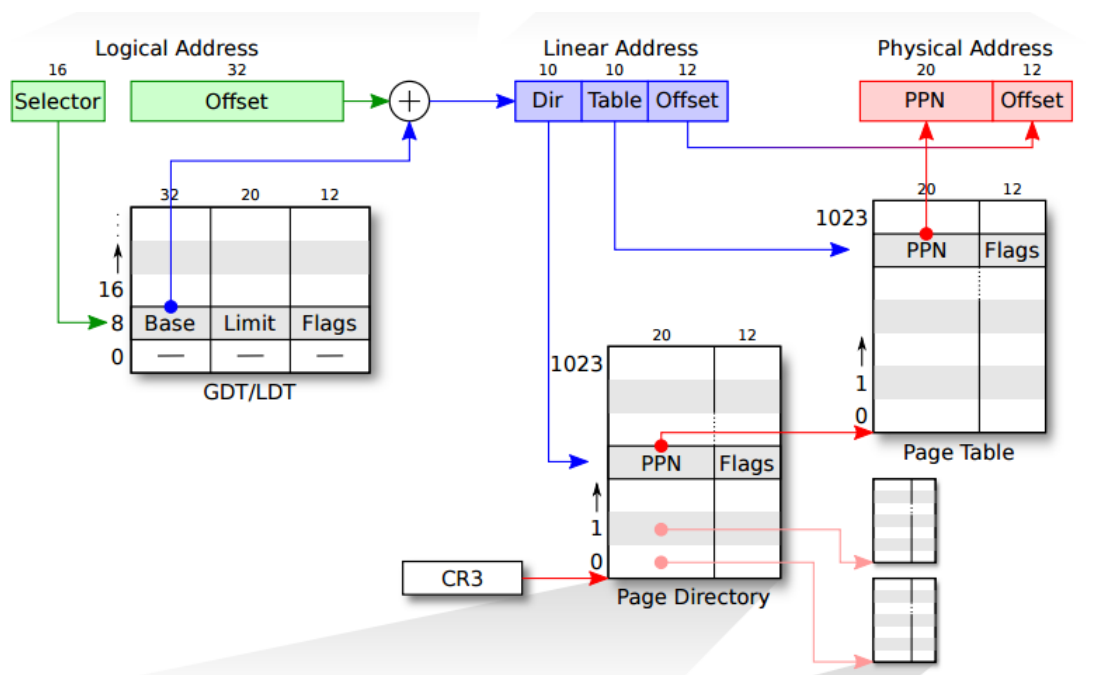 Logical Address
Linear Address
Physical Address
16
32
10
10
12
20
12
Selector
Offset
+
Dir
Table
Offset
PPN
Offset
32
20
12
20
12
1023
PPN
Flags
16
8
Base
Limit
Flags
0
GDT/LDT
20
12
1023
1
0
Page Table
PPN
Flags
1
0
CR3
Page Directory